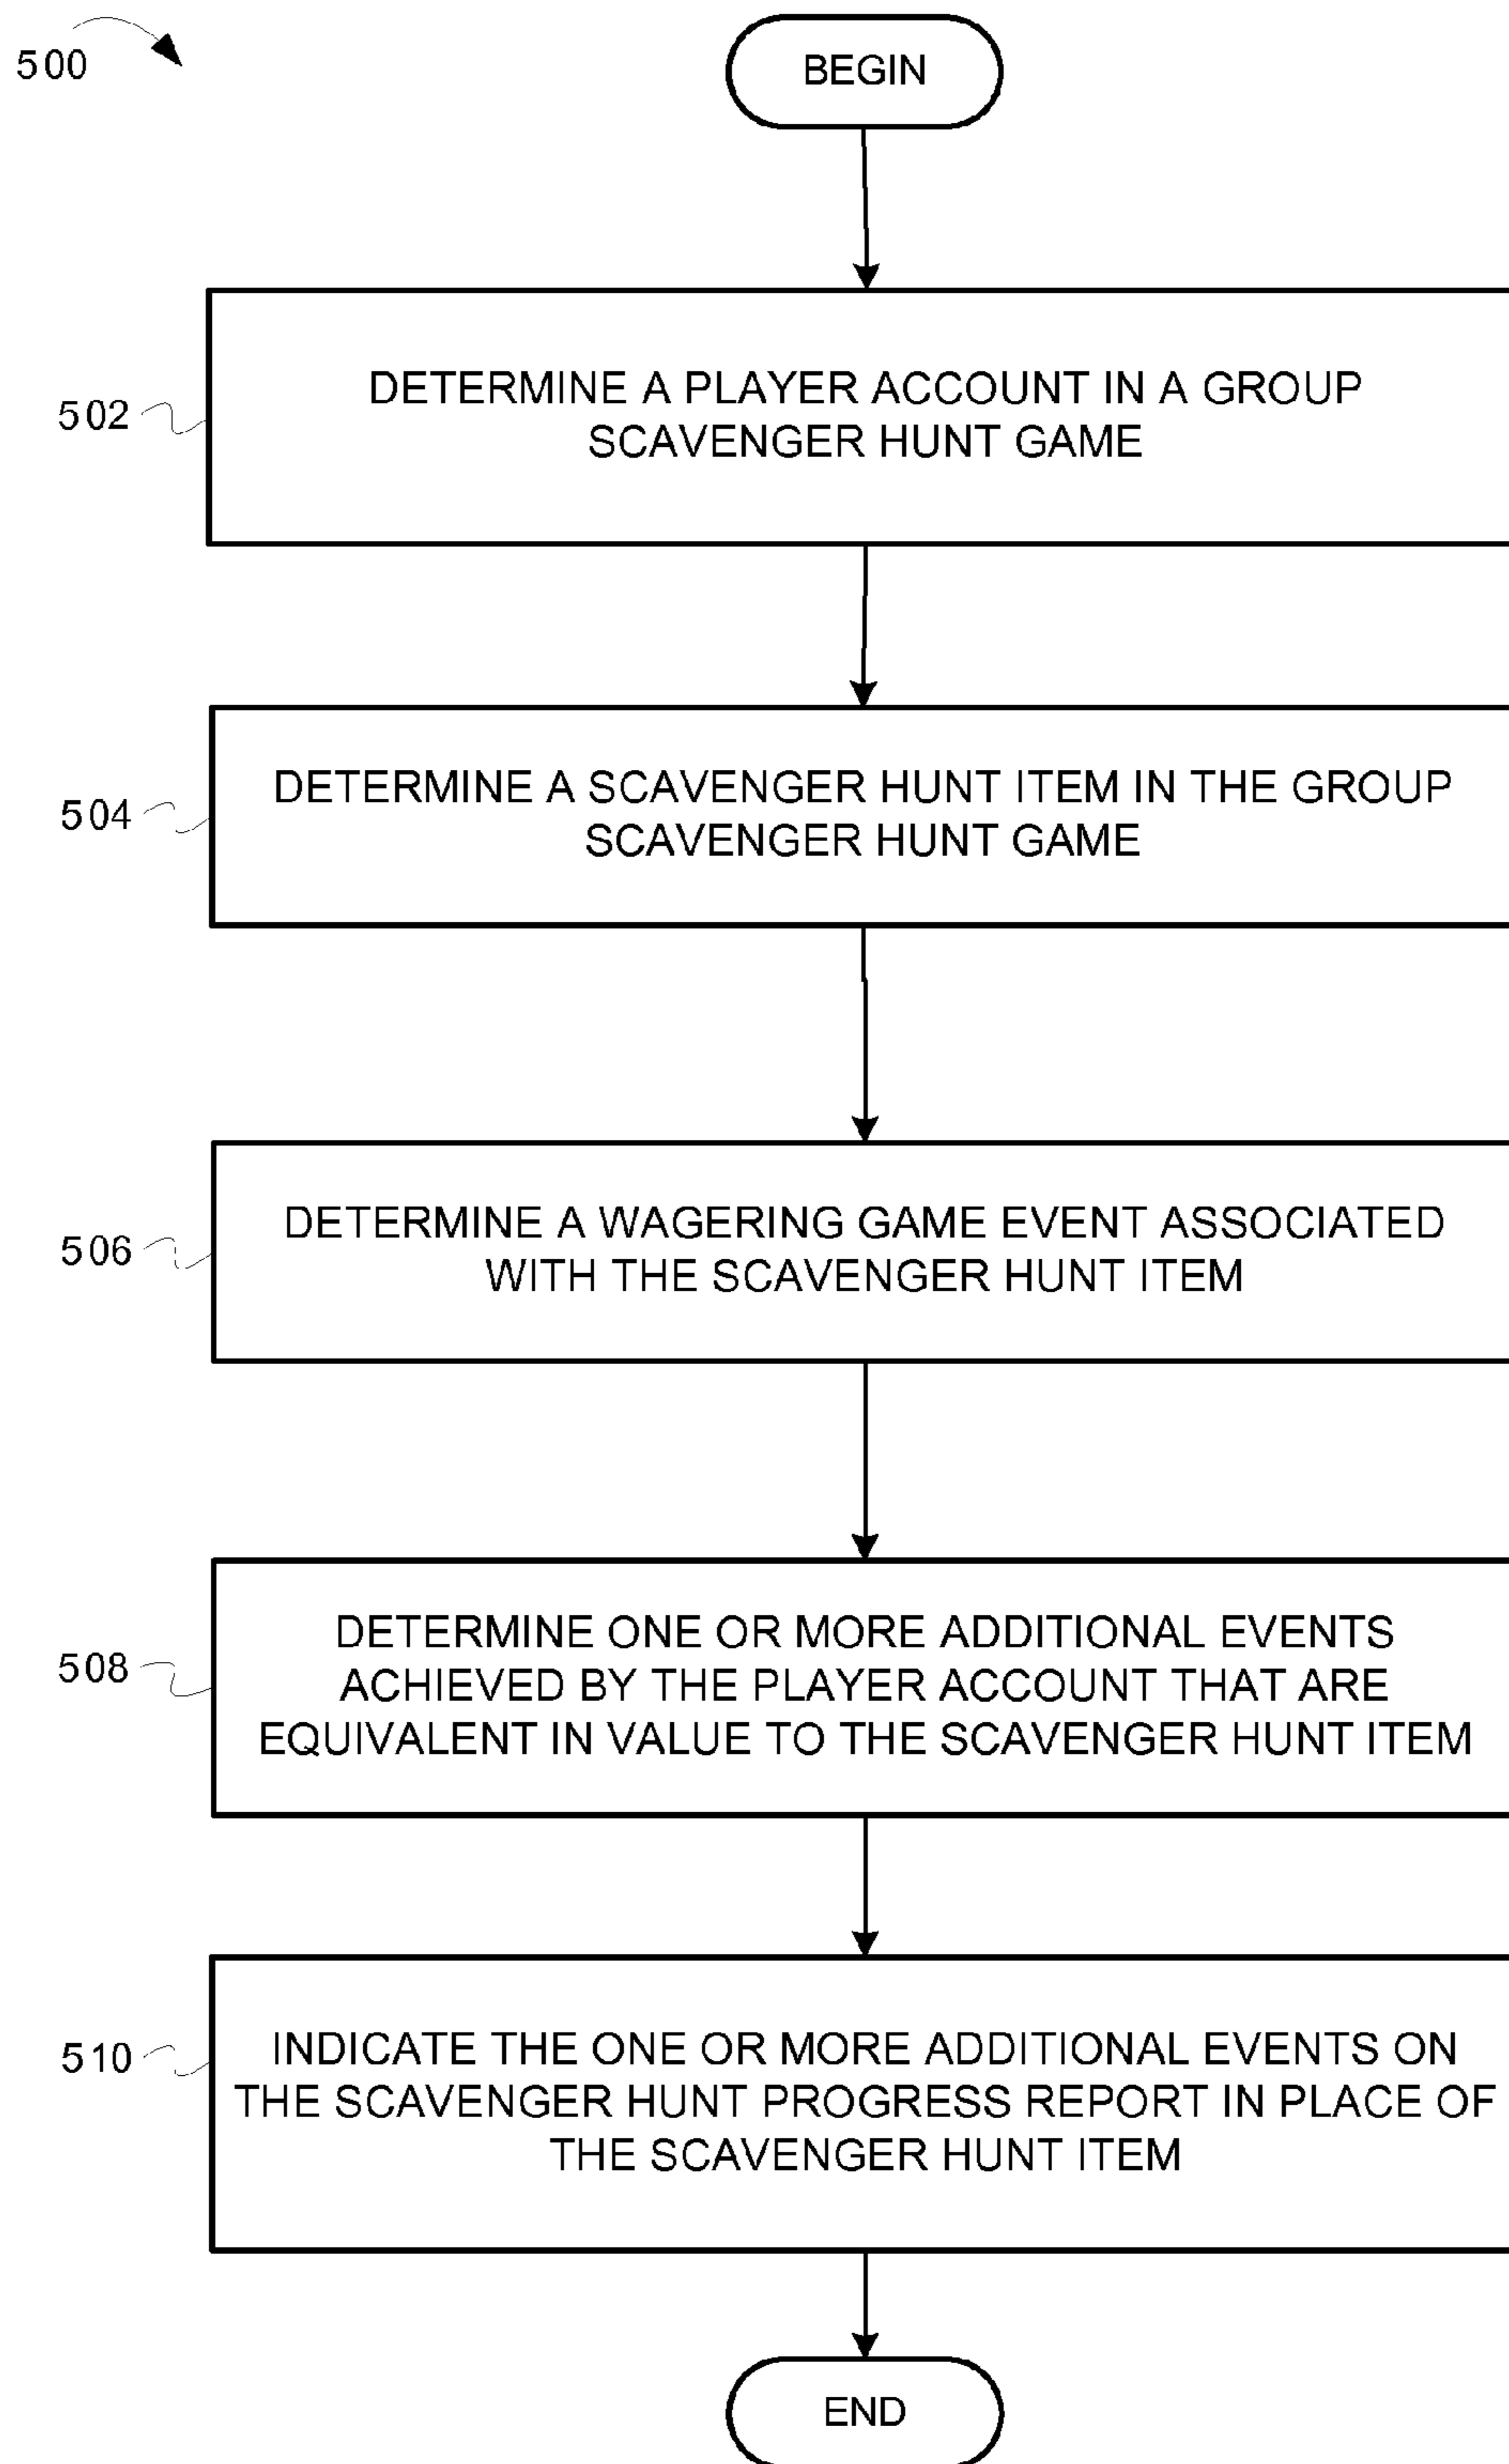 500
BEGIN
502
DETERMINE A PLAYER ACCOUNT IN A GROUP
SCAVENGER HUNT GAME
504
DETERMINE A SCAVENGER HUNT ITEM IN THE GROUP
SCAVENGER HUNT GAME
506
DETERMINE A WAGERING GAME EVENT ASSOCIATED
WITH THE SCAVENGER HUNT ITEM
508
DETERMINE ONE OR MORE ADDITIONAL EVENTS
ACHIEVED BY THE PLAYER ACCOUNT THAT ARE
EQUIVALENT IN VALUE TO THE SCAVENGER HUNT ITEM
510
INDICATE THE ONE OR MORE ADDITIONAL EVENTS ON
THE SCAVENGER HUNT PROGRESS REPORT IN PLACE OF
THE SCAVENGER HUNT ITEM
END